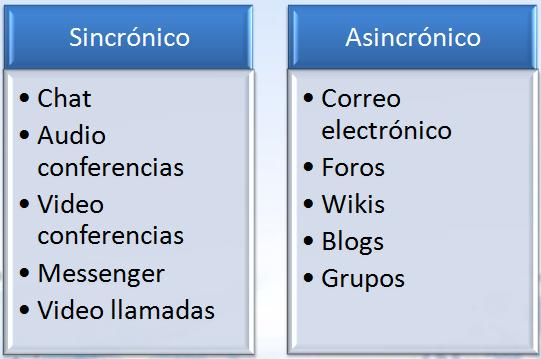 Sincrónico
• Chat
• Audio
conferencias
• Video
conferencias
• Messenger
• Video llamadas
Asincrónico
• Correo
electrónico
• Foros
• Wikis
• Blogs
• Grupos